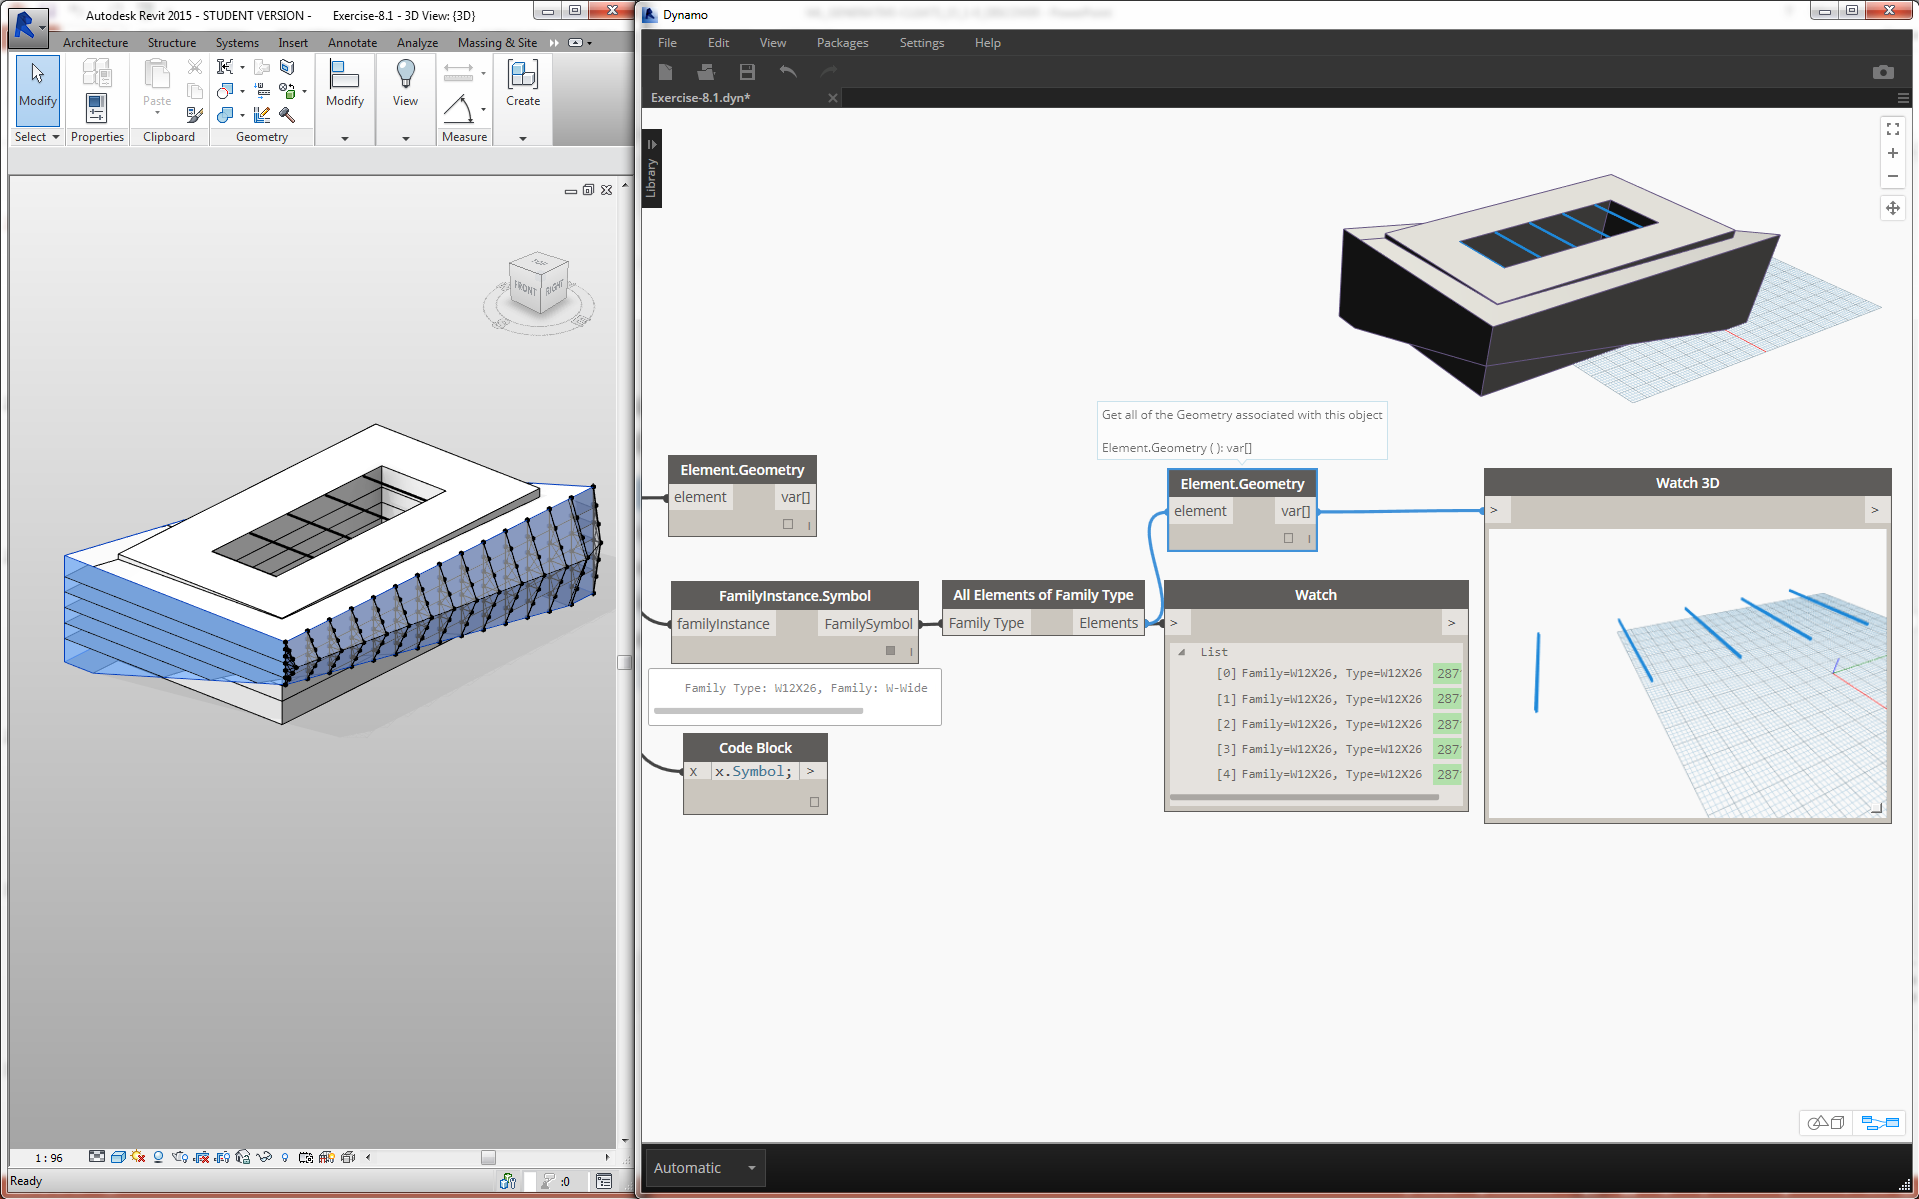 Autodesk Revit 2015 - STUDENT VERSION - Exercise-8.1 - 3D View: {3D}
Architecture Structure Systems Insert Annotate Analyze Massing & Site
Modify Paste Modify View Create
Select Properties Clipboard Geometry Measure
TOP
FRONT RIGHT
1 : 96
Ready
:0
Dynamo
File Edit View Packages Settings Help
Exercise-8.1.dyn*
Library
Get all of the Geometry associated with this object
Element.Geometry ( ): var[]
Element.Geometry
element var[]
Element.Geometry
element var[]
Watch 3D
> >
FamilyInstance.Symbol
familyInstance FamilySymbol
Family Type: W12X26, Family: W-Wide
All Elements of Family Type
Family Type Elements
Watch
> >
List
[0] Family=W12X26, Type=W12X26 287
[1] Family=W12X26, Type=W12X26 287
[2] Family=W12X26, Type=W12X26 287
[3] Family=W12X26, Type=W12X26 287
[4] Family=W12X26, Type=W12X26 287
Code Block
x x.Symbol; >
Automatic